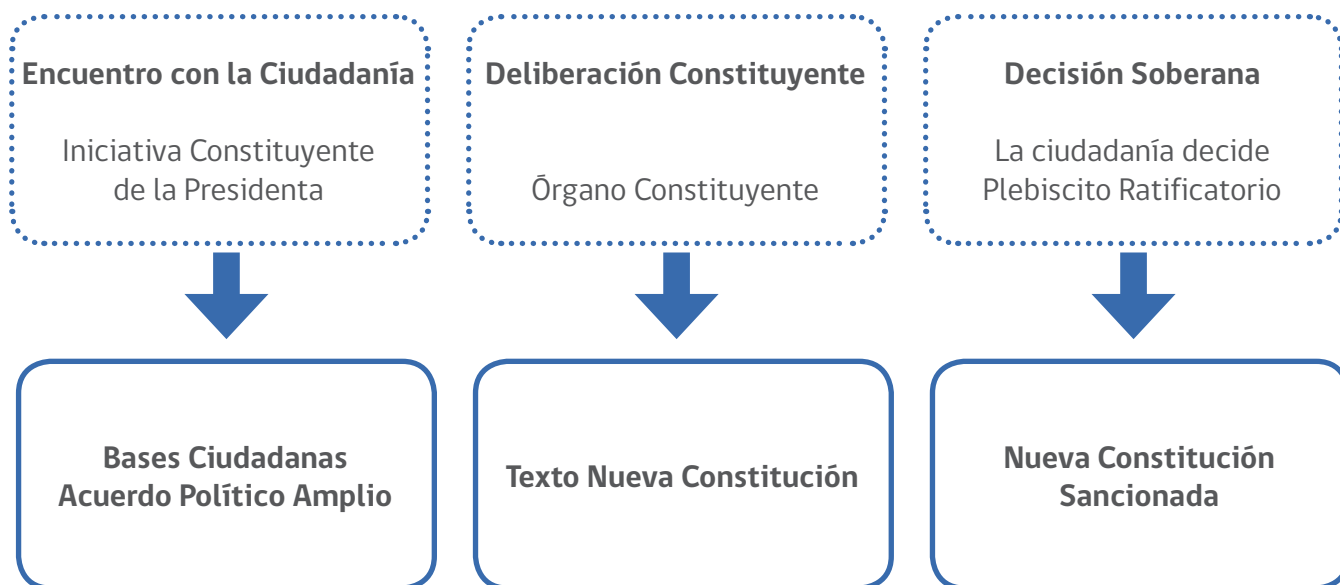 Encuentro con la Ciudadanía
Iniciativa Constituyente
de la Presidenta
Deliberación Constituyente
Órgano Constituyente
Decisión Soberana
La ciudadanía decide
Plebiscito Ratificatorio
Bases Ciudadanas
Acuerdo Político Amplio
Texto Nueva Constitución
Nueva Constitución
Sancionada